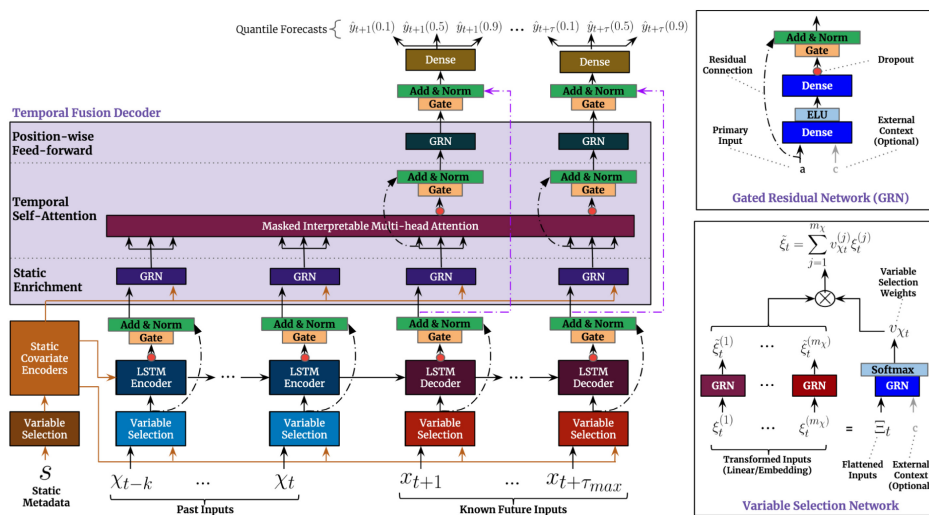 Quantile Forecasts
ŷt+1(0.1) ŷt+1(0.5) ŷt+1(0.9) ... ŷt+τ(0.1) ŷt+τ(0.5) ŷt+τ(0.9)
Dense Dense
Add & Norm Add & Norm
Gate Gate
Temporal Fusion Decoder
Position-wise
Feed-forward
GRN GRN
Add & Norm Add & Norm
Gate Gate
Temporal
Self-Attention
Masked Interpretable Multi-head Attention
Static
Enrichment
GRN GRN GRN GRN
Add & Norm Add & Norm Add & Norm Add & Norm
Gate Gate Gate Gate
Static
Covariate
Encoders
LSTM
Encoder
...
LSTM
Encoder
LSTM
Decoder
...
LSTM
Decoder
Variable
Selection
Variable
Selection
Variable
Selection
Variable
Selection
Variable
Selection
s
Static
Metadata
χt−k ... χt
Past Inputs
xt+1 ... xt+τmax
Known Future Inputs
Add & Norm
Gate
Residual
Connection
Dropout
Dense
ELU
Dense
Primary
Input
External
Context
(Optional)
a c
Gated Residual Network (GRN)
ξ̃t = ∑j=1mχ vχt(j) ξt(j)
Variable
Selection
Weights
vχt
ξ̃t(1) ... ξ̃t(mχ)
Softmax
GRN ... GRN GRN
ξt(1) ... ξt(mχ) = Ξt c
Transformed Inputs
(Linear/Embedding)
Flattened
Inputs
External
Context
(Optional)
Variable Selection Network